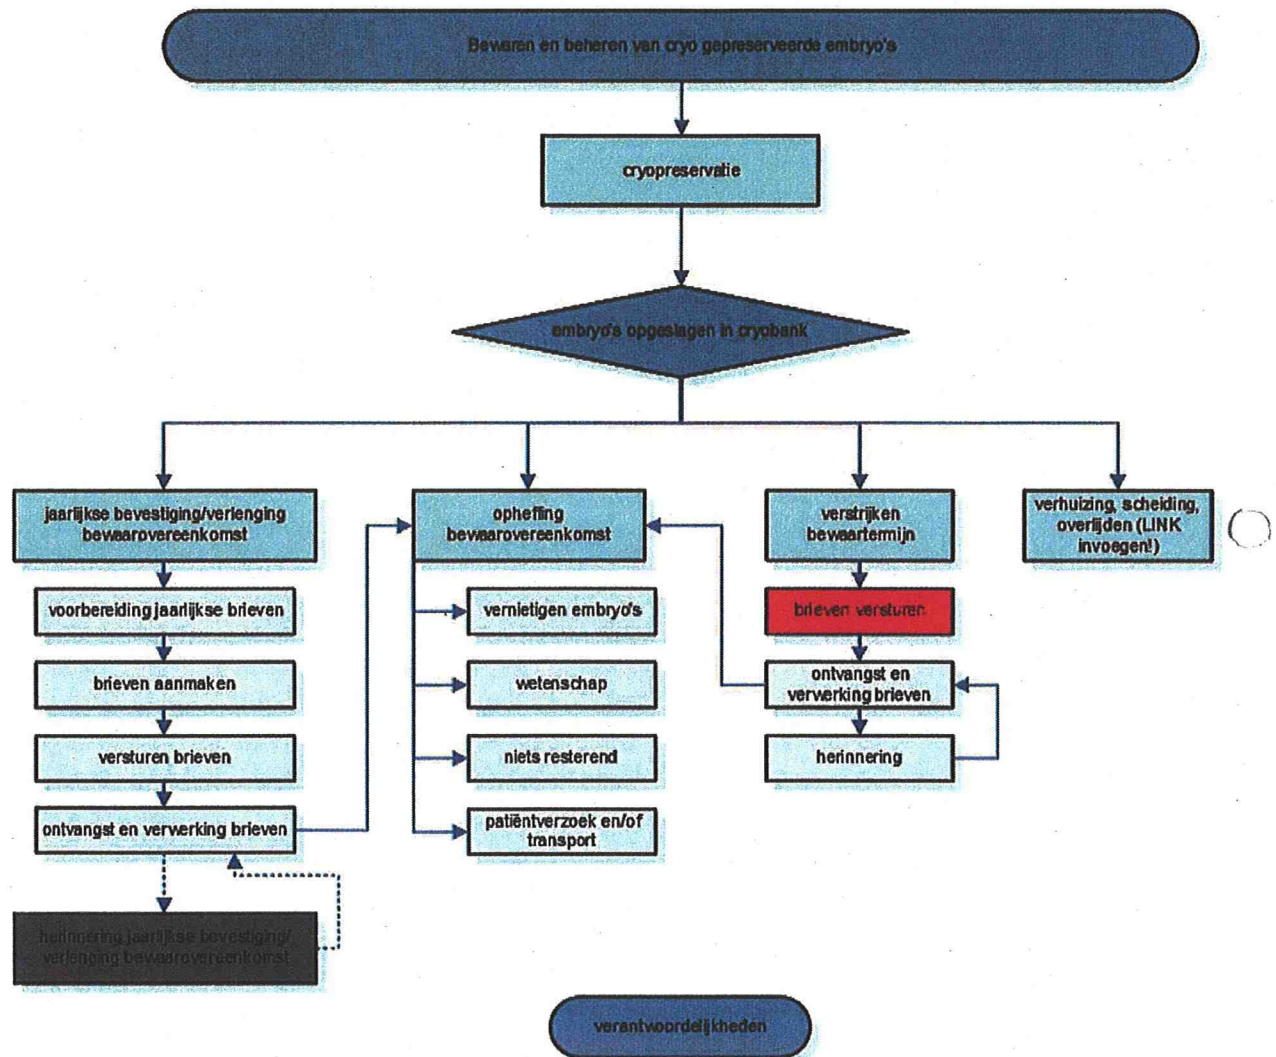 Bewaren en beheren van cryo gepreserveerde embryo's
cryopreservatie
embryo's opgeslagen in cryobank
jaarlijkse bevestiging/verlenging
bewaarovereenkomst
opheffing
bewaarovereenkomst
verstrijken
bewaartermijn
verhuizing, scheiding,
overlijden (LINK
invoegen!)
voorbereiding jaarlijkse brieven
brieven aanmaken
versturen brieven
ontvangst en verwerking brieven
herinnering jaarlijkse bevestiging/
verlenging bewaarovereenkomst
vernietigen embryo's
wetenschap
niets resterend
patiëntverzoek en/of
transport
brieven versturen
ontvangst en
verwerking brieven
herinnering
verantwoordelijkheden